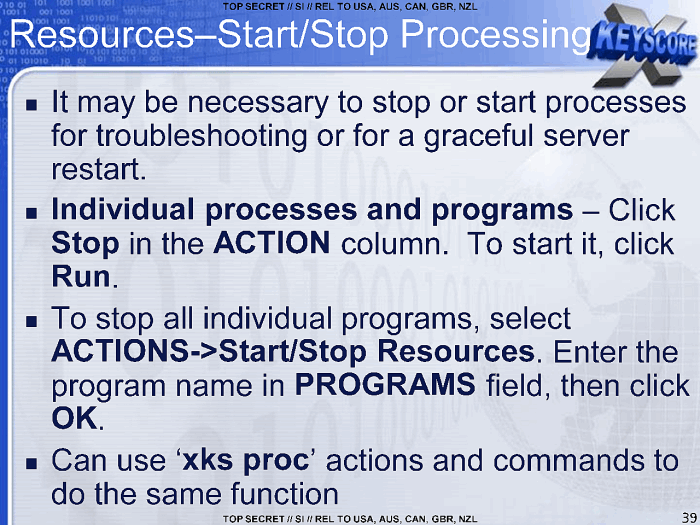 TOP SECRET // SI // REL TO USA, AUS, CAN, GBR, NZL
Resources–Start/Stop Processing
KEYSCORE
X
It may be necessary to stop or start processes
for troubleshooting or for a graceful server
restart.
Individual processes and programs – Click
Stop in the ACTION column. To start it, click
Run.
To stop all individual programs, select
ACTIONS->Start/Stop Resources. Enter the
program name in PROGRAMS field, then click
OK.
Can use ‘xks proc’ actions and commands to
do the same function
TOP SECRET // SI // REL TO USA, AUS, CAN, GBR, NZL
39